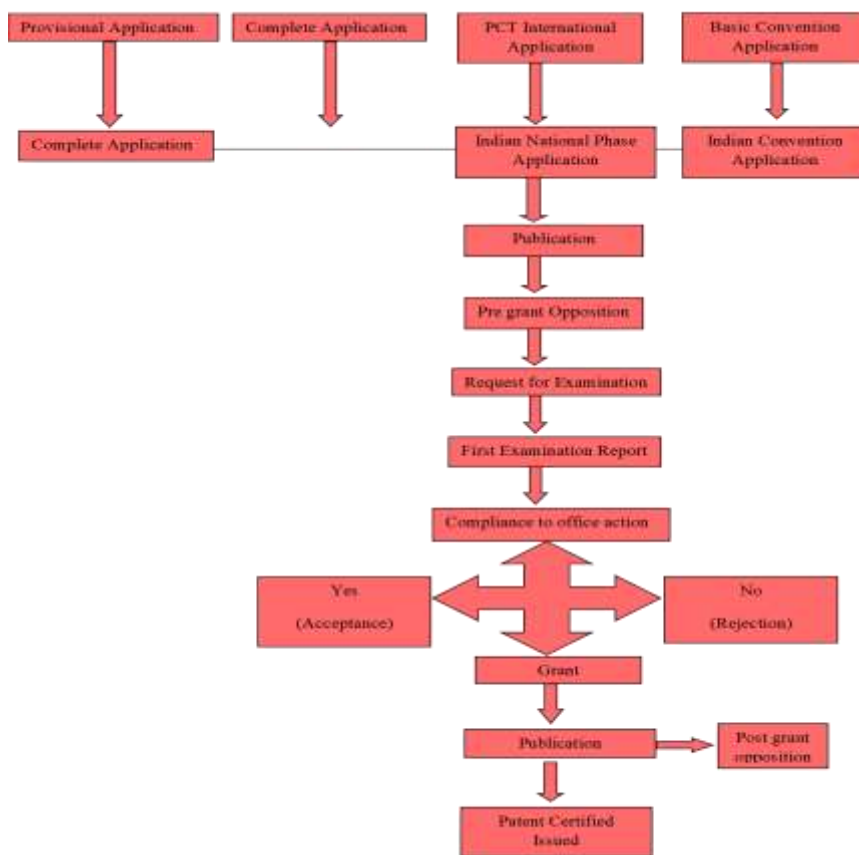 Provisional Application
Complete Application
PCT International
Application
Basic Convention
Application
Complete Application
Indian National Phase
Application
Indian Convention
Application
Publication
Pre grant Opposition
Request for Examination
First Examination Report
Compliance to office action
Yes
(Acceptance)
No
(Rejection)
Grant
Publication
Post grant
opposition
Patent Certified
Issued